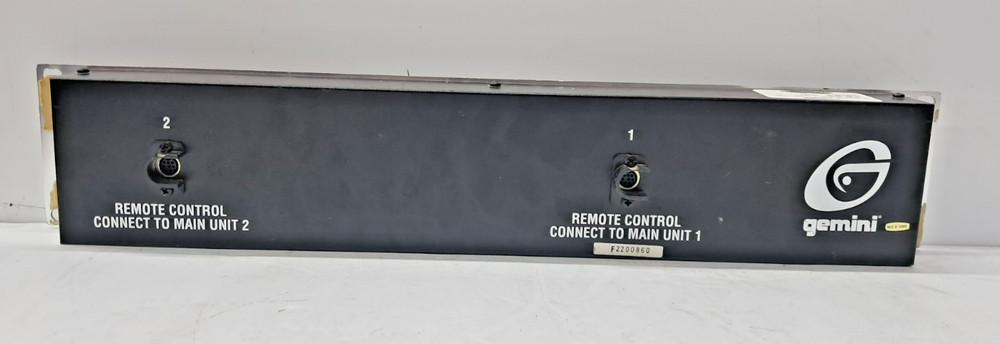 2
REMOTE CONTROL
CONNECT TO MAIN UNIT 2
1
REMOTE CONTROL
CONNECT TO MAIN UNIT 1
F2200860
gemini